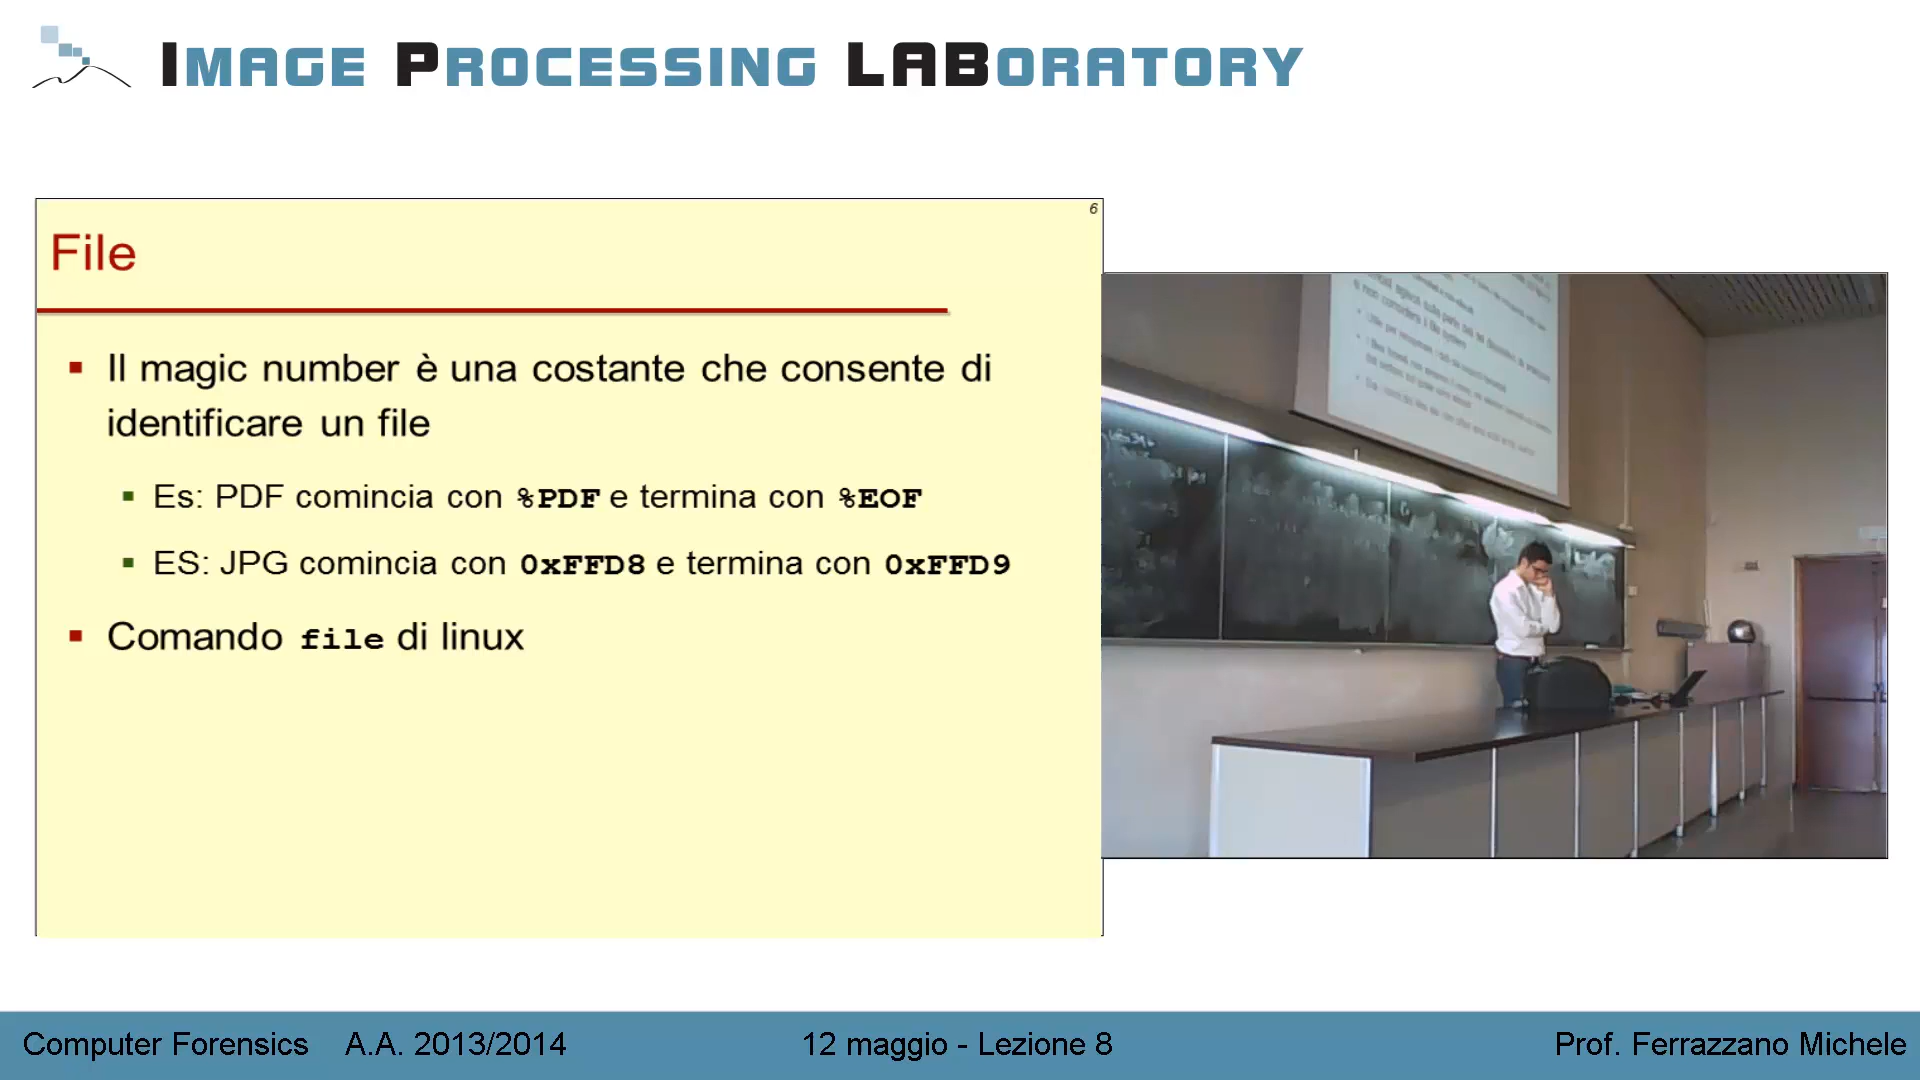 IMAGE PROCESSING LABORATORY
6
File
Il magic number è una costante che consente di
identificare un file
Es: PDF comincia con %PDF e termina con %EOF
ES: JPG comincia con 0xFFD8 e termina con 0xFFD9
Comando file di linux
Computer Forensics A.A. 2013/2014 12 maggio - Lezione 8 Prof. Ferrazzano Michele